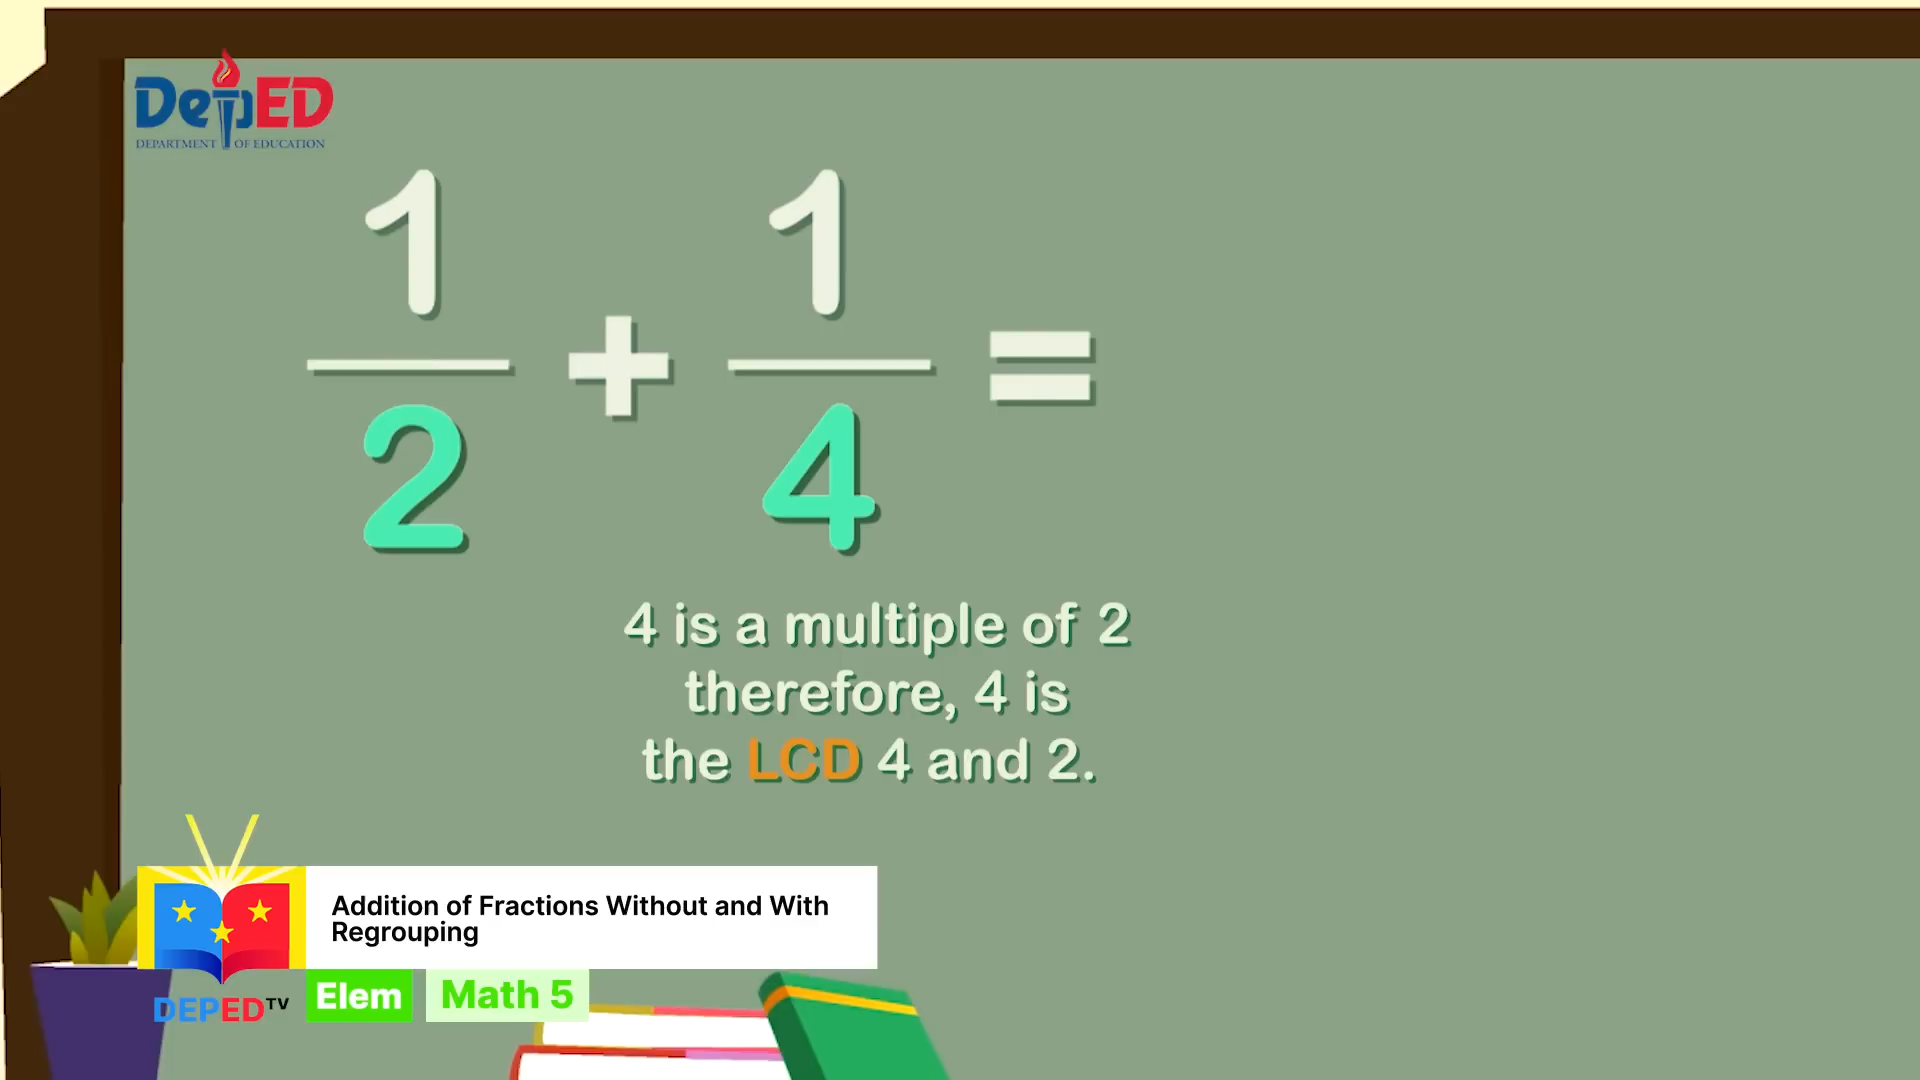 DepED
DEPARTMENT OF EDUCATION
1 1
+ =
2 4
4 is a multiple of 2
therefore, 4 is
the LCD 4 and 2.
Addition of Fractions Without and With
Regrouping
DEPED TV
Elem Math 5